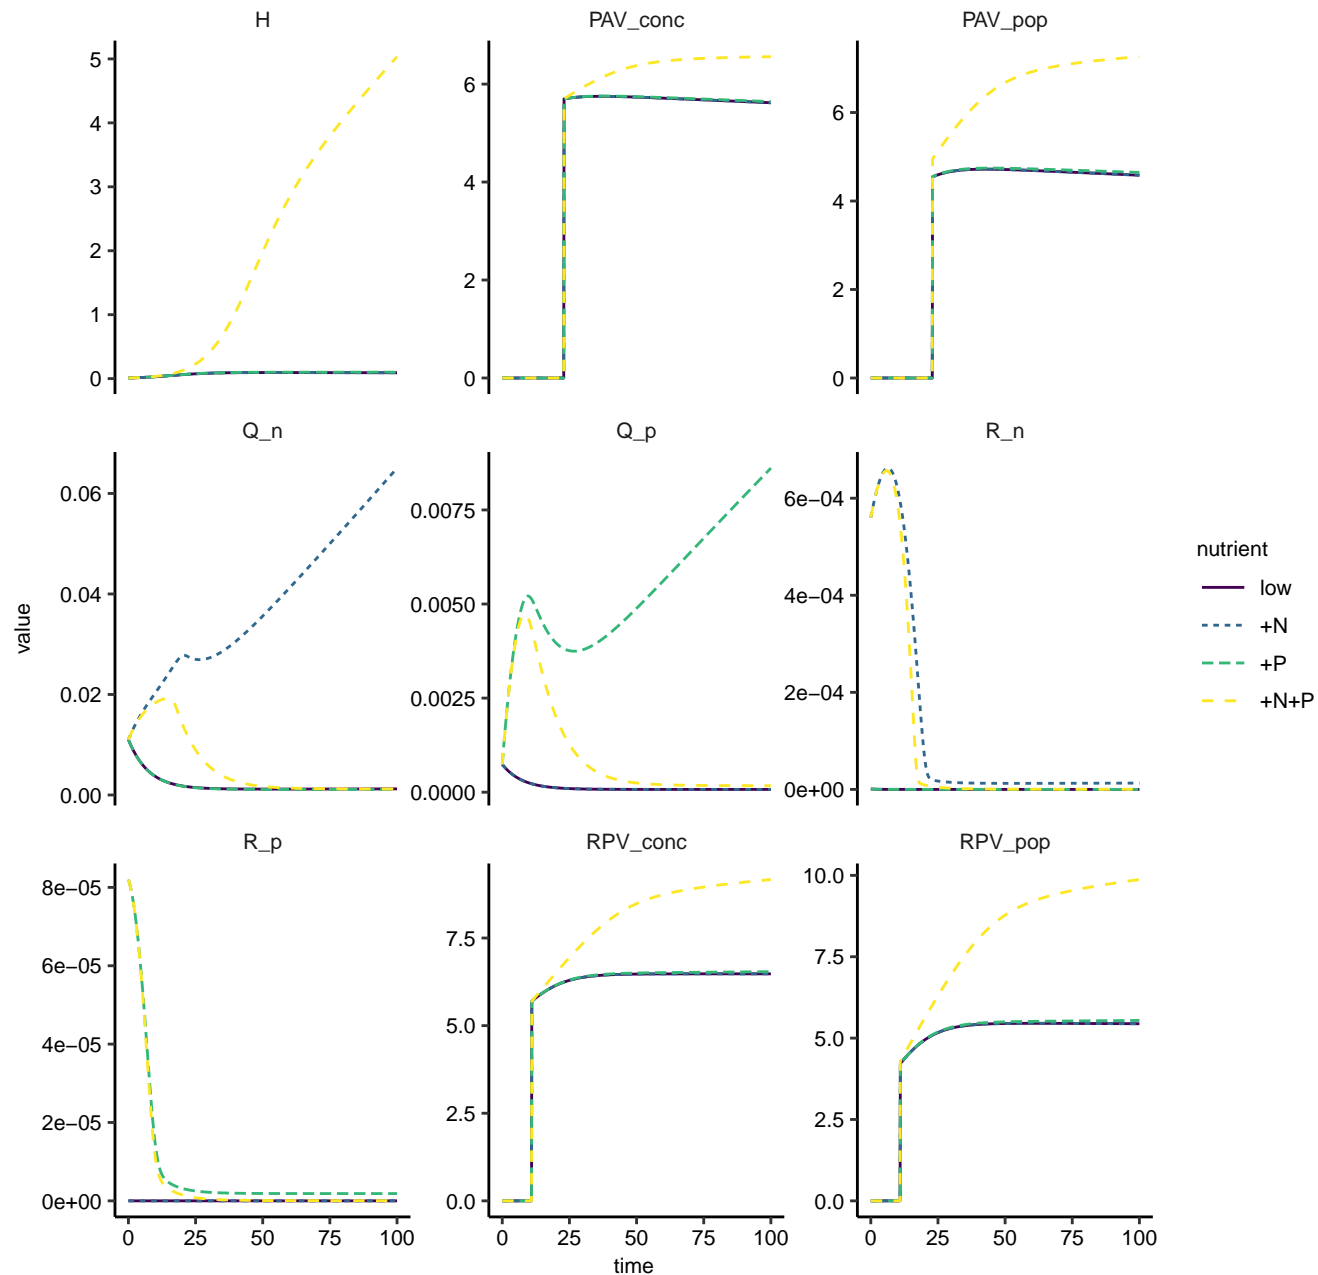 H
PAV_conc
PAV_pop
5
4
3
2
1
0
6
4
2
0
6
4
2
0
Q_n
Q_p
R_n
0.06
0.04
0.02
0.00
0.0075
0.0050
0.0025
0.0000
6e−04
4e−04
2e−04
0e+00
value
nutrient
low
+N
+P
+N+P
R_p
RPV_conc
RPV_pop
8e−05
6e−05
4e−05
2e−05
0e+00
7.5
5.0
2.5
0.0
10.0
7.5
5.0
2.5
0.0
0 25 50 75 100
0 25 50 75 100
0 25 50 75 100
time